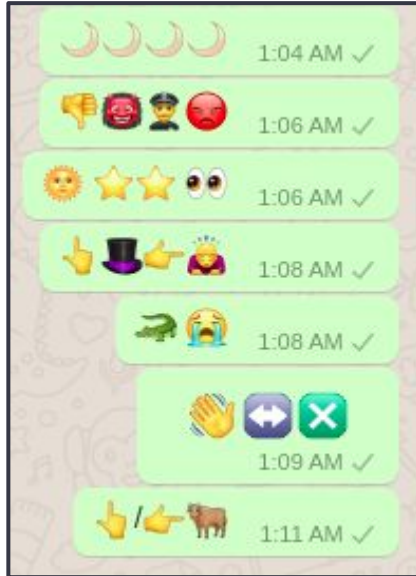 🌙🌙🌙🌙 1:04 AM ✓
👎👹👮😡 1:06 AM ✓
🌞⭐⭐👀 1:06 AM ✓
👆🎩👉🙇 1:08 AM ✓
🐊😭 1:08 AM ✓
👋↔️❎
1:09 AM ✓
👆/👉🐂 1:11 AM ✓